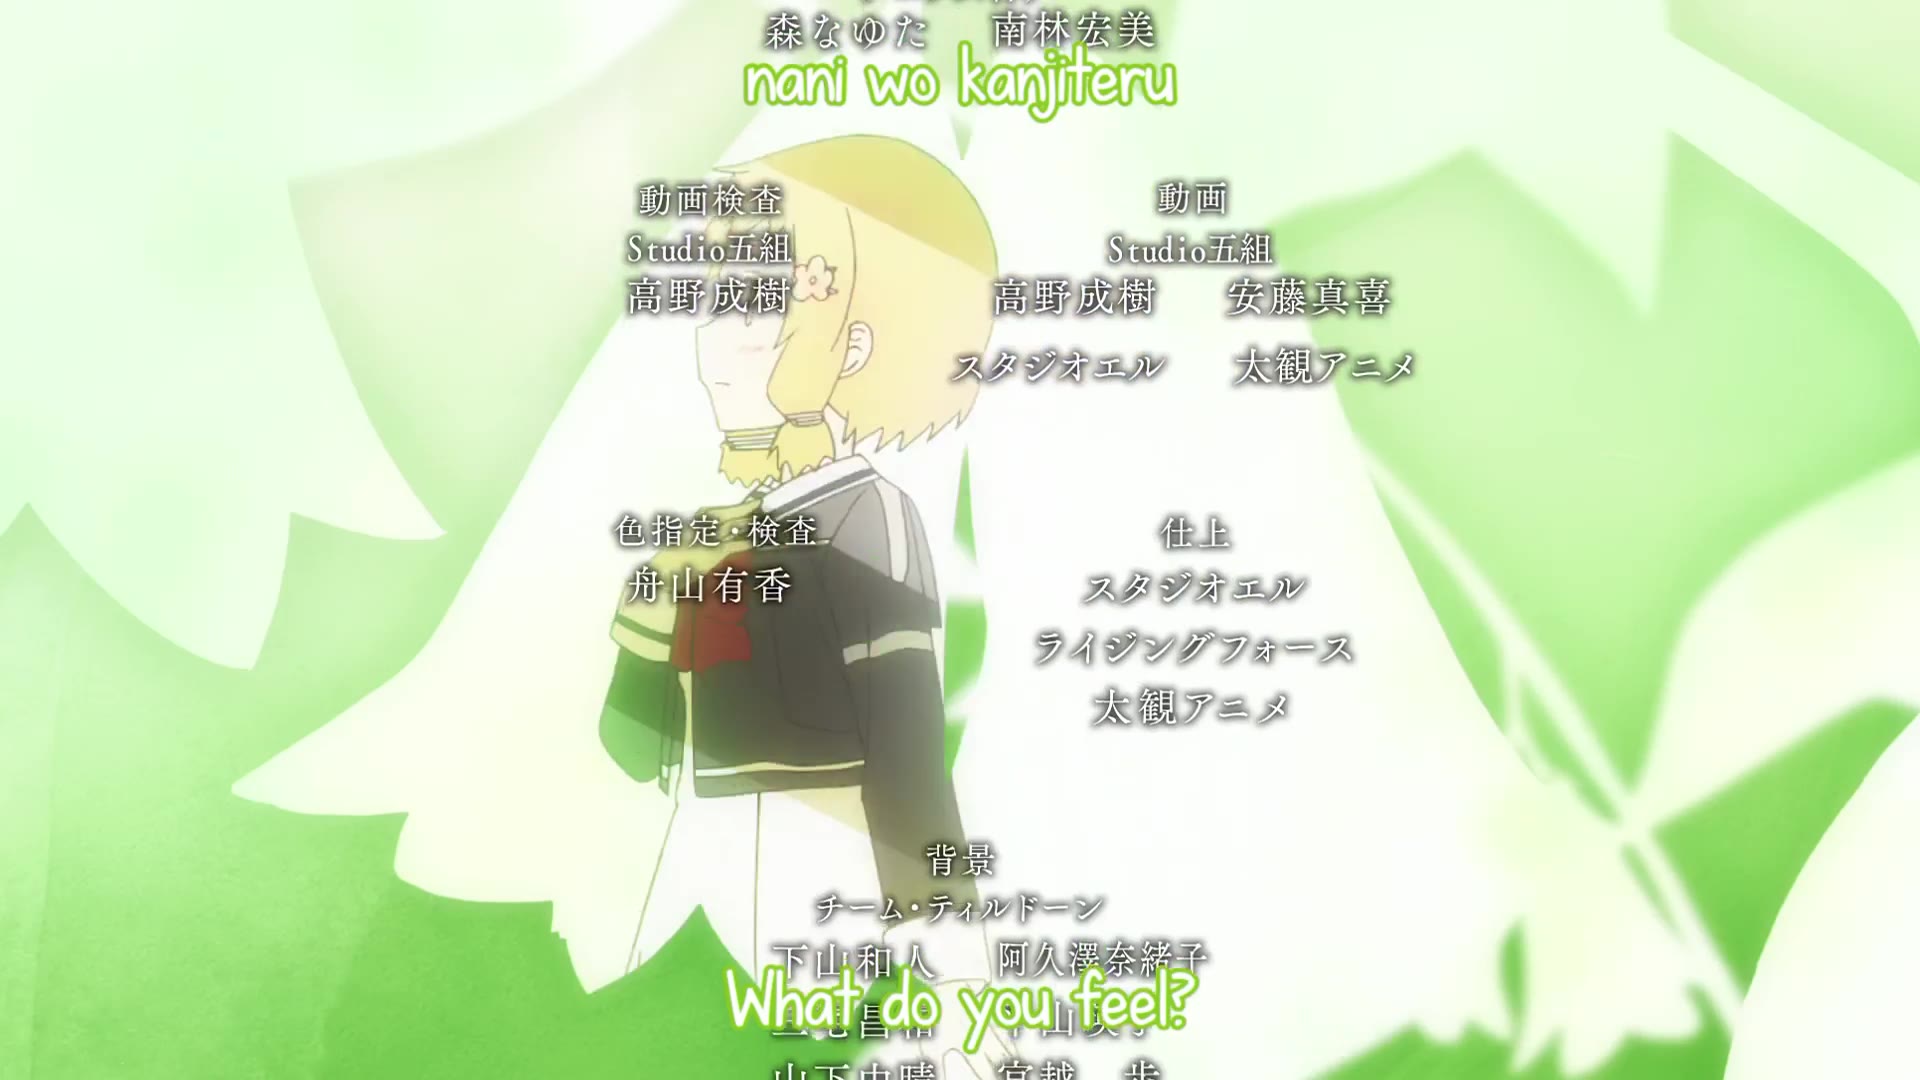 森なゆた 南林宏美
nani wo kanjiteru
動画検査 動画
Studio五組 Studio五組
高野成樹 高野成樹 安藤真喜
スタジオエル 太観アニメ
色指定・検査 仕上
舟山有香 スタジオエル
ライジングフォース
太観アニメ
背景
チーム・ティルドーン
下山和人 阿久澤奈緒子
What do you feel?